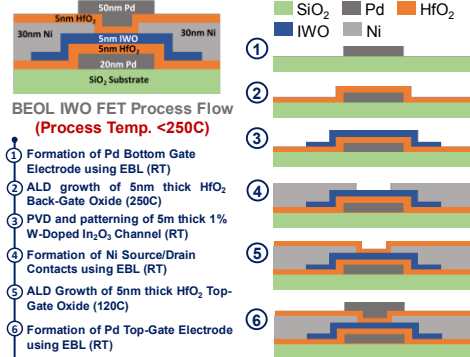 50nm Pd
5nm HfO2
30nm Ni
30nm Ni
5nm IWO
5nm HfO2
20nm Pd
SiO2 Substrate
SiO2
Pd
HfO2
IWO
Ni
BEOL IWO FET Process Flow
(Process Temp. <250C)
1 Formation of Pd Bottom Gate
Electrode using EBL (RT)
2 ALD growth of 5nm thick HfO2
Back-Gate Oxide (250C)
3 PVD and patterning of 5m thick 1%
W-Doped In2O3 Channel (RT)
4 Formation of Ni Source/Drain
Contacts using EBL (RT)
5 ALD Growth of 5nm thick HfO2 Top-
Gate Oxide (120C)
6 Formation of Pd Top-Gate Electrode
using EBL (RT)
1
2
3
4
5
6